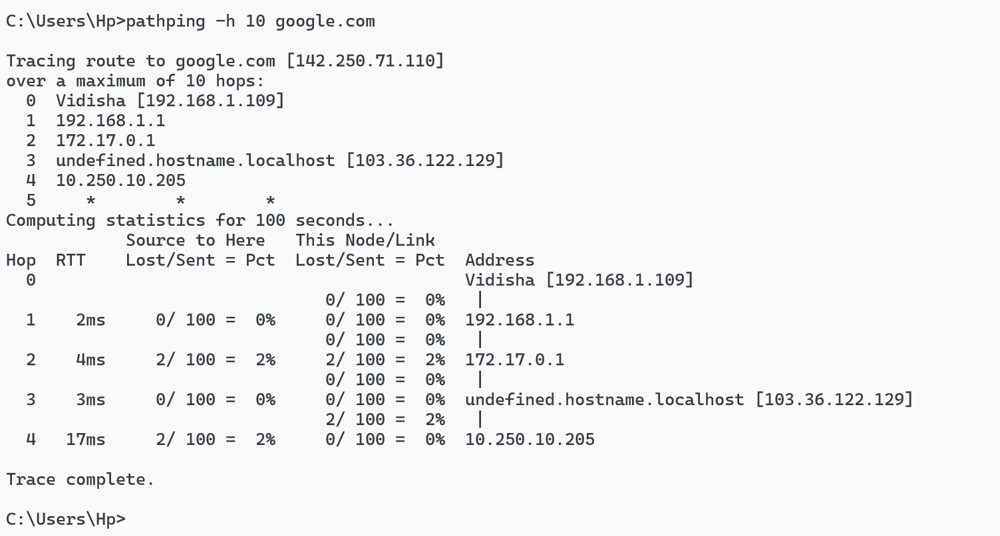 C:\Users\Hp>pathping -h 10 google.com
Tracing route to google.com [142.250.71.110]
over a maximum of 10 hops:
  0  Vidisha [192.168.1.109]
  1  192.168.1.1
  2  172.17.0.1
  3  undefined.hostname.localhost [103.36.122.129]
  4  10.250.10.205
  5     *        *        *
Computing statistics for 100 seconds...
            Source to Here   This Node/Link
Hop  RTT    Lost/Sent = Pct  Lost/Sent = Pct  Address
  0                                           Vidisha [192.168.1.109]
                                0/ 100 =  0%   |
  1    2ms     0/ 100 =  0%     0/ 100 =  0%  192.168.1.1
                                0/ 100 =  0%   |
  2    4ms     2/ 100 =  2%     2/ 100 =  2%  172.17.0.1
                                0/ 100 =  0%   |
  3    3ms     0/ 100 =  0%     0/ 100 =  0%  undefined.hostname.localhost [103.36.122.129]
                                2/ 100 =  2%   |
  4   17ms     2/ 100 =  2%     0/ 100 =  0%  10.250.10.205
Trace complete.
C:\Users\Hp>